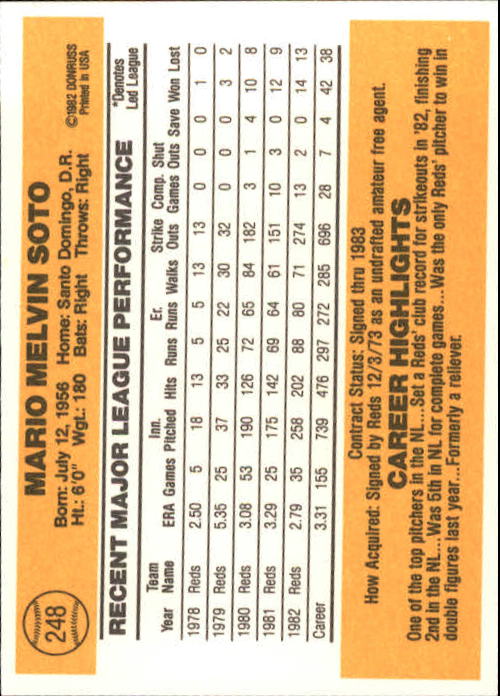 248
MARIO MELVIN SOTO
©1982 DONRUSS
Printed in USA
Born: July 12, 1956 Home: Santo Domingo, D.R.
Ht.: 6'0" Wgt.: 180 Bats: Right Throws: Right
RECENT MAJOR LEAGUE PERFORMANCE
*Denotes
Led League
Team Inn. Er. Strike Comp. Shut
Year Name ERA Games Pitched Hits Runs Runs Walks Outs Games Outs Save Won Lost
1978 Reds 2.50 5 18 13 5 5 13 13 0 0 0 1 0
1979 Reds 5.35 25 37 33 25 22 30 32 0 0 0 3 2
1980 Reds 3.08 53 190 126 72 65 84 182 3 1 4 10 8
1981 Reds 3.29 25 175 142 69 64 61 151 10 3 0 12 9
1982 Reds 2.79 35 258 202 88 80 71 274 13 2 0 14 13
Career 3.31 155 739 476 297 272 285 696 28 7 4 42 38
Contract Status: Signed thru 1983
How Acquired: Signed by Reds 12/3/73 as an undrafted amateur free agent.
CAREER HIGHLIGHTS
One of the top pitchers in the NL...Set a Reds' club record for strikeouts in '82, finishing
2nd in the NL...Was 5th in NL for complete games...Was the only Reds' pitcher to win in
double figures last year...Formerly a reliever.